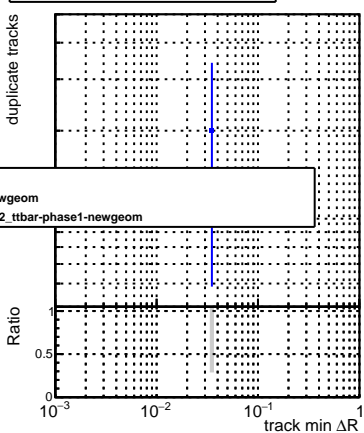 duplicate tracks
wgeom
2_ttbar-phase1-newgeom
Ratio
1
0.5
0
10⁻³ 10⁻² 10⁻¹ 1
track min ΔR